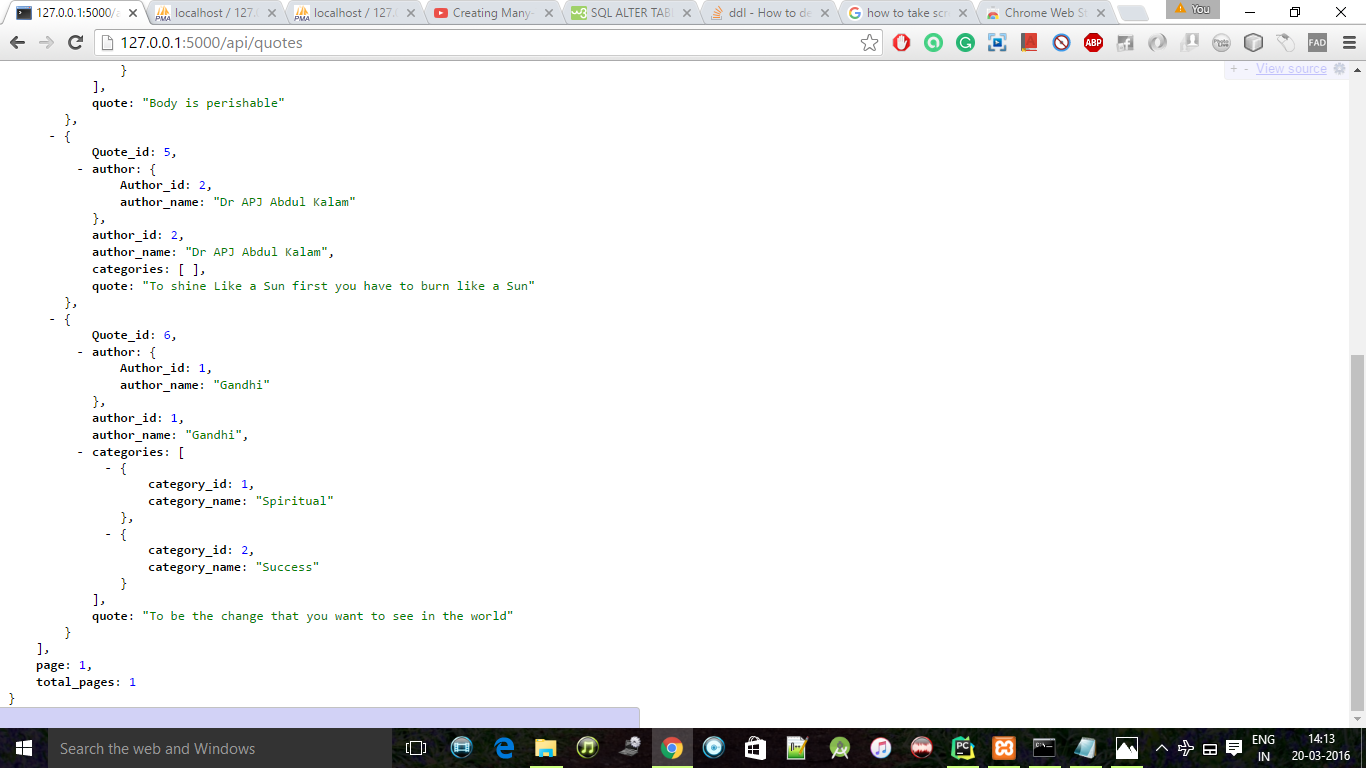 127.0.0.1:5000/a
localhost / 127.
localhost / 127.
Creating Many-
SQL ALTER TABL
ddl - How to de
how to take scr
Chrome Web St
You
127.0.0.1:5000/api/quotes
ABP
FAD
+ - View source
}
],
quote: "Body is perishable"
},
- {
Quote_id: 5,
- author: {
Author_id: 2,
author_name: "Dr APJ Abdul Kalam"
},
author_id: 2,
author_name: "Dr APJ Abdul Kalam",
categories: [ ],
quote: "To shine Like a Sun first you have to burn like a Sun"
},
- {
Quote_id: 6,
- author: {
Author_id: 1,
author_name: "Gandhi"
},
author_id: 1,
author_name: "Gandhi",
- categories: [
- {
category_id: 1,
category_name: "Spiritual"
},
- {
category_id: 2,
category_name: "Success"
}
],
quote: "To be the change that you want to see in the world"
}
],
page: 1,
total_pages: 1
}
Search the web and Windows
PC
ENG
14:13
IN
20-03-2016